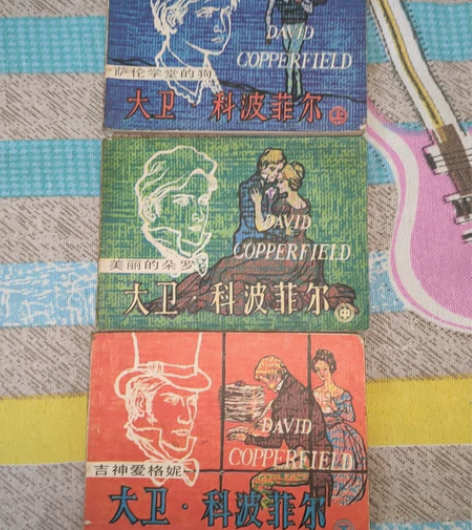 DAVID
COPPERFIELD
萨伦学堂的狗
大卫·科波菲尔 上
DAVID
COPPERFIELD
美丽的朵罗
大卫·科波菲尔 中
DAVID
COPPERFIELD
吉神爱格妮
大卫·科波菲尔